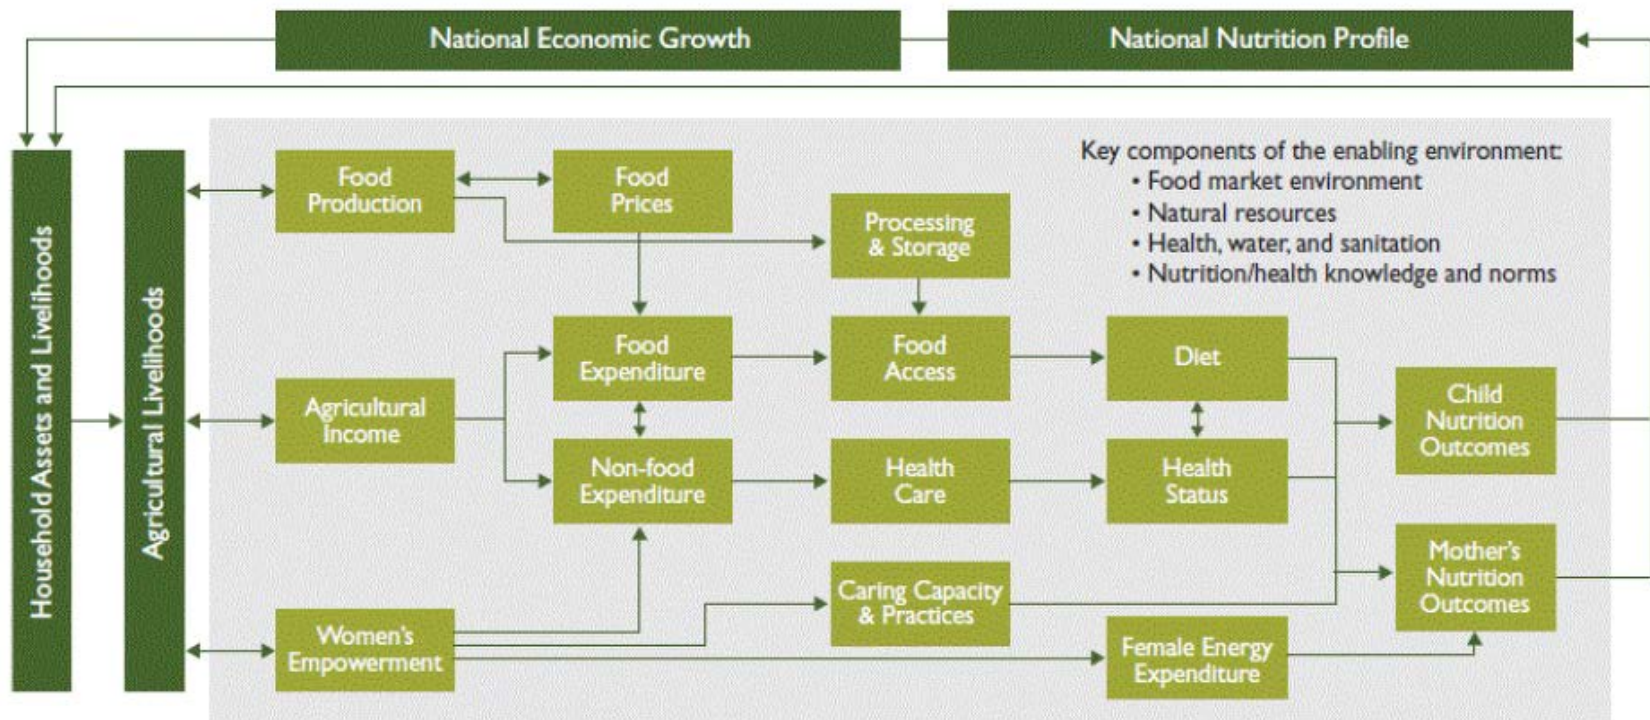 National Economic Growth
National Nutrition Profile
Household Assets and Livelihoods
Agricultural Livelihoods
Key components of the enabling environment:
• Food market environment
• Natural resources
• Health, water, and sanitation
• Nutrition/health knowledge and norms
Food
Production
Food
Prices
Processing
& Storage
Food
Expenditure
Food
Access
Diet
Agricultural
Income
Child
Nutrition
Outcomes
Non-food
Expenditure
Health
Care
Health
Status
Mother's
Nutrition
Outcomes
Caring Capacity
& Practices
Women's
Empowerment
Female Energy
Expenditure